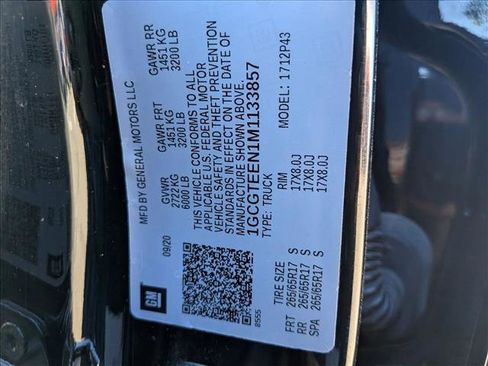 MFD BY GENERAL MOTORS LLC
09/20
GVWR
2722 KG
6000 LB
GAWR FRT
1451 KG
3200 LB
GAWR RR
1451 KG
3200 LB
THIS VEHICLE CONFORMS TO ALL
APPLICABLE U.S. FEDERAL MOTOR
VEHICLE SAFETY AND THEFT PREVENTION
STANDARDS IN EFFECT ON THE DATE OF
MANUFACTURE SHOWN ABOVE.
1GCGTEEN1M1133857
TYPE: TRUCK
MODEL: 1712P43
GM
8555
TIRE SIZE
RIM
FRT 265/65R17 S 17X8.0J
RR 265/65R17 S 17X8.0J
SPA 265/65R17 S 17X8.0J